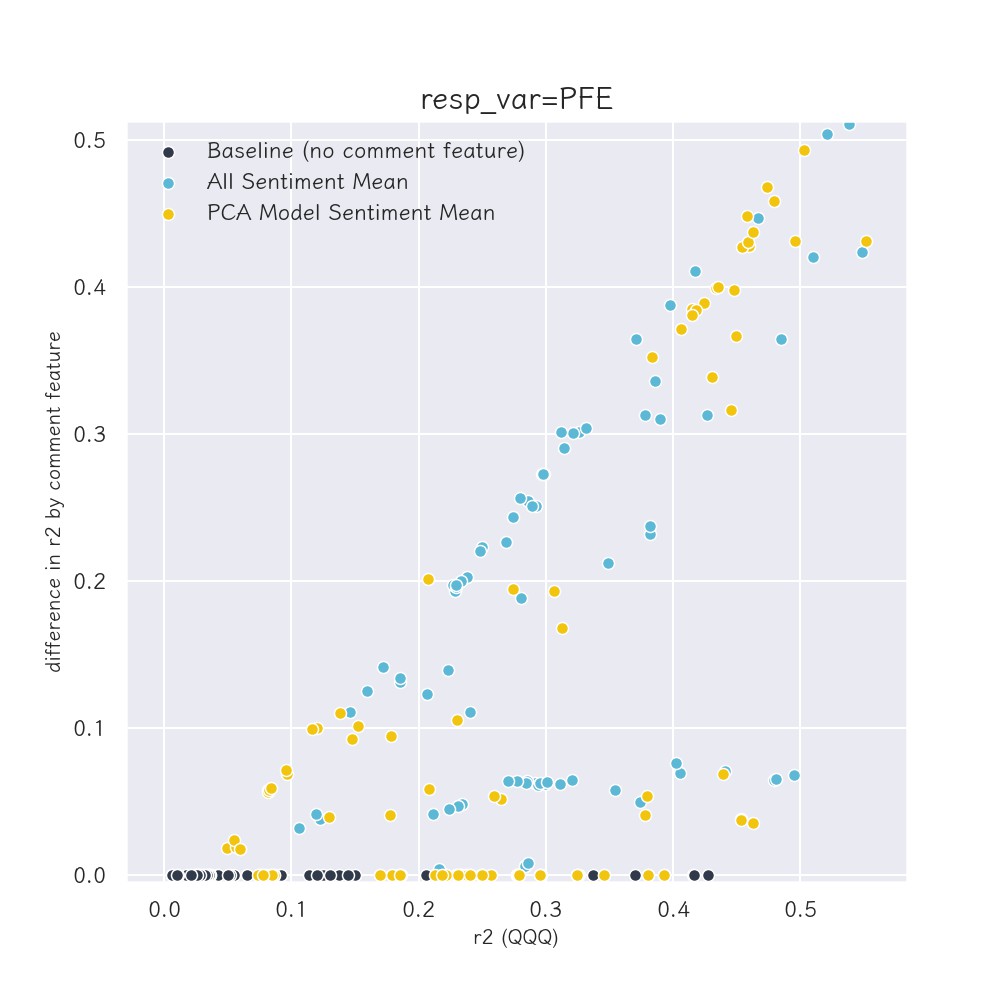 resp_var=PFE
Baseline (no comment feature)
All Sentiment Mean
PCA Model Sentiment Mean
difference in r2 by comment feature
0.5
0.4
0.3
0.2
0.1
0.0
0.0 0.1 0.2 0.3 0.4 0.5
r2 (QQQ)